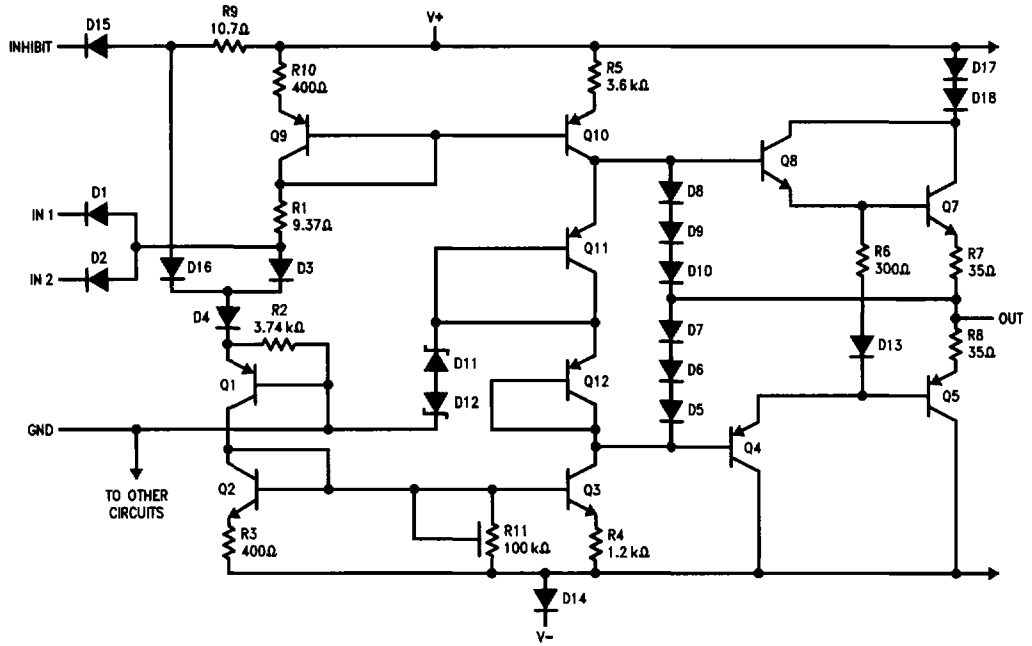 D15
INHIBIT
R9
10.7Ω
V+
R10
400Ω
R5
3.6 kΩ
D17
D18
Q9
Q10
Q8
D1
IN 1
R1
9.37Ω
D8
Q7
D2
IN 2
D16
D3
Q11
D9
D10
R6
300Ω
R7
35Ω
D4
R2
3.74 kΩ
OUT
D7
D13
R8
35Ω
Q1
D11
D12
Q12
D6
D5
Q5
GND
Q4
TO OTHER
CIRCUITS
Q2
Q3
R3
400Ω
R11
100 kΩ
R4
1.2 kΩ
D14
V-